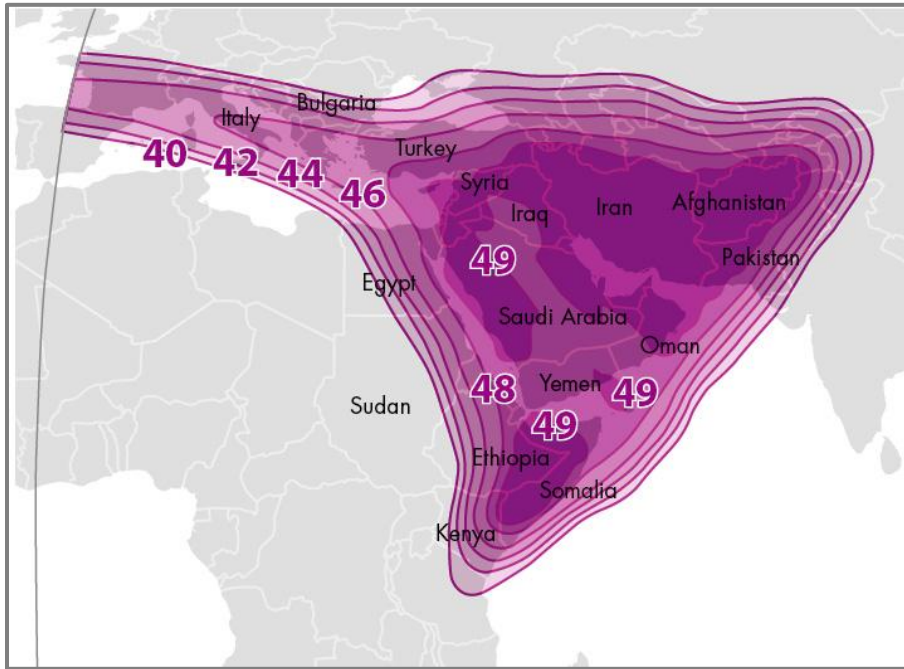 Bulgaria
Italy
40
42
44
46
Turkey
Syria
Iraq
Iran
Afghanistan
Pakistan
49
Egypt
Saudi Arabia
Oman
48
Yemen
49
Sudan
49
Ethiopia
Somalia
Kenya